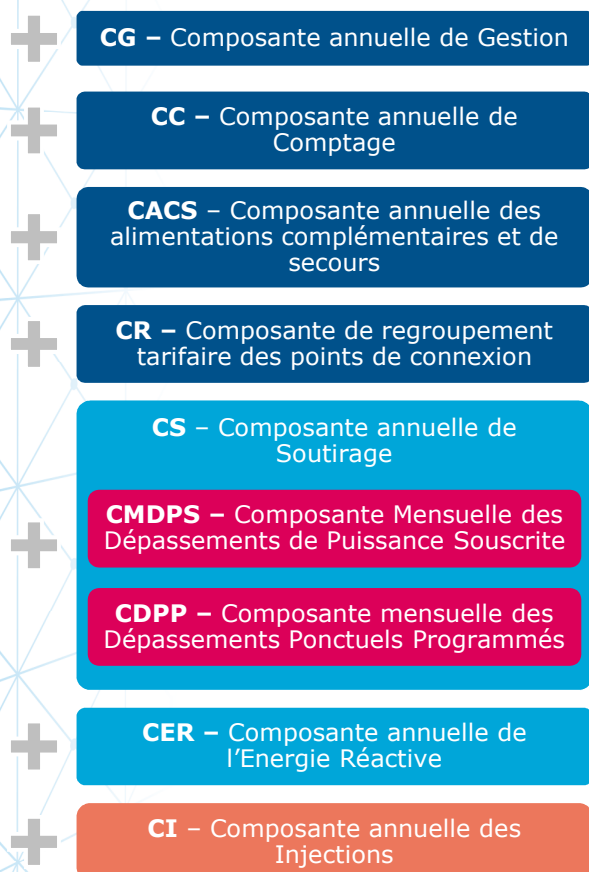 CG – Composante annuelle de Gestion
CC – Composante annuelle de
Comptage
CACS – Composante annuelle des
alimentations complémentaires et de
secours
CR – Composante de regroupement
tarifaire des points de connexion
CS – Composante annuelle de
Soutirage
CMDPS – Composante Mensuelle des
Dépassements de Puissance Souscrite
CDPP – Composante mensuelle des
Dépassements Ponctuels Programmés
CER – Composante annuelle de
l’Energie Réactive
CI – Composante annuelle des
Injections